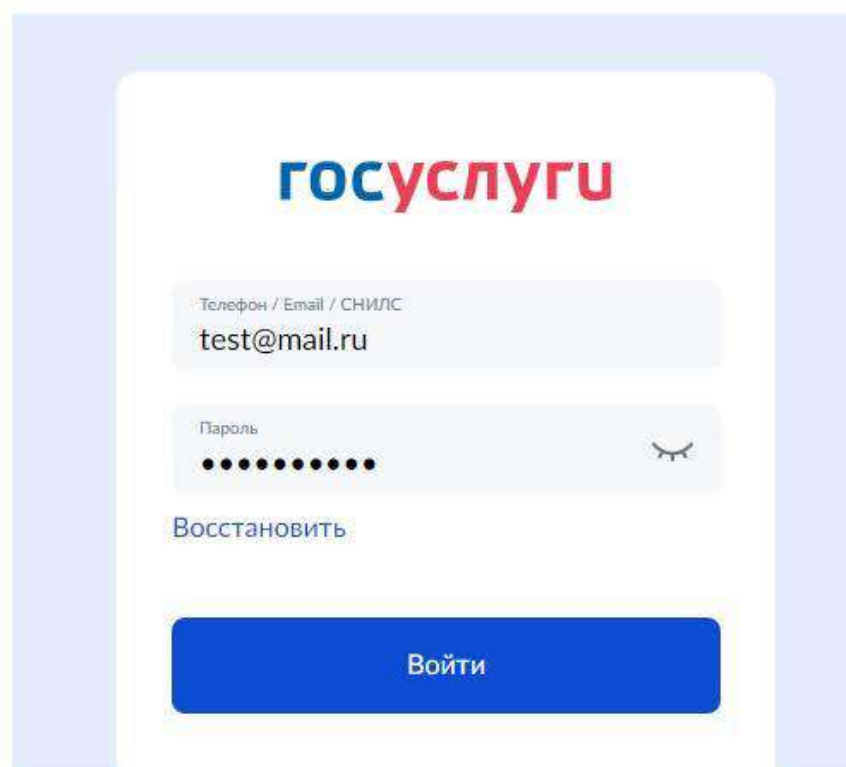 госуслуги
Телефон / Email / СНИЛС
test@mail.ru
Пароль
••••••••••
Восстановить
Войти